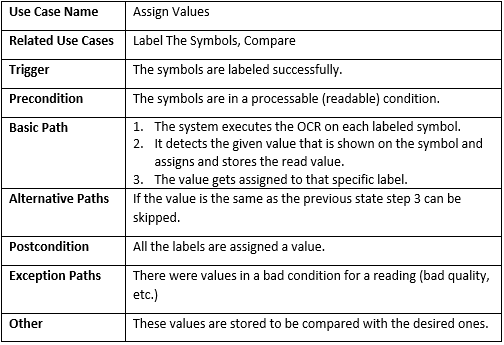 Use Case Name Assign Values
Related Use Cases Label The Symbols, Compare
Trigger The symbols are labeled successfully.
Precondition The symbols are in a processable (readable) condition.
Basic Path 1. The system executes the OCR on each labeled symbol.
2. It detects the given value that is shown on the symbol and
assigns and stores the read value.
3. The value gets assigned to that specific label.
Alternative Paths If the value is the same as the previous state step 3 can be
skipped.
Postcondition All the labels are assigned a value.
Exception Paths There were values in a bad condition for a reading (bad quality,
etc.)
Other These values are stored to be compared with the desired ones.